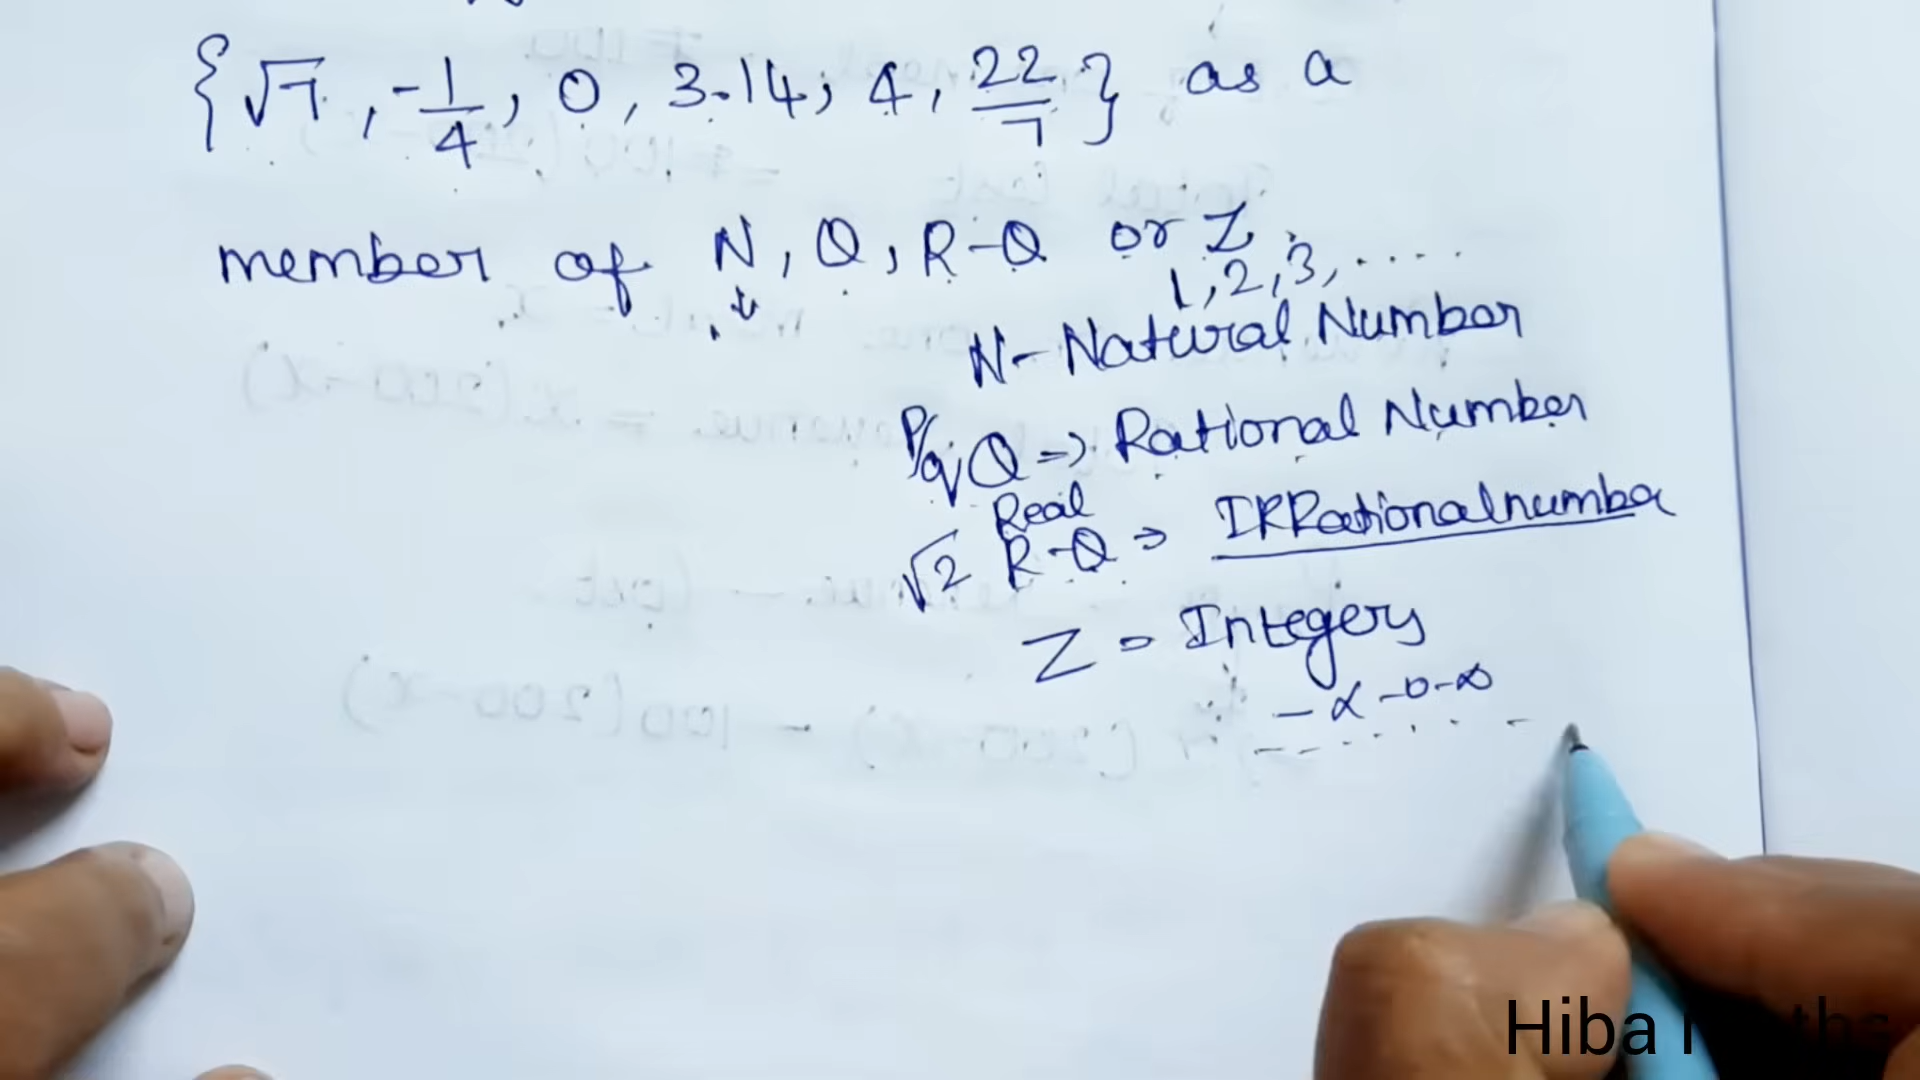 {√7, -1/4, 0, 3.14, 4, 22/7} as a
member of N, Q, R-Q or Z.
↓
1, 2, 3, ....
N - Natural Number
P/q Q => Rational Number
Real
√2 R-Q => IRRationalnumber
Z = Integers
- ∝ - 0 - ∞
Hiba